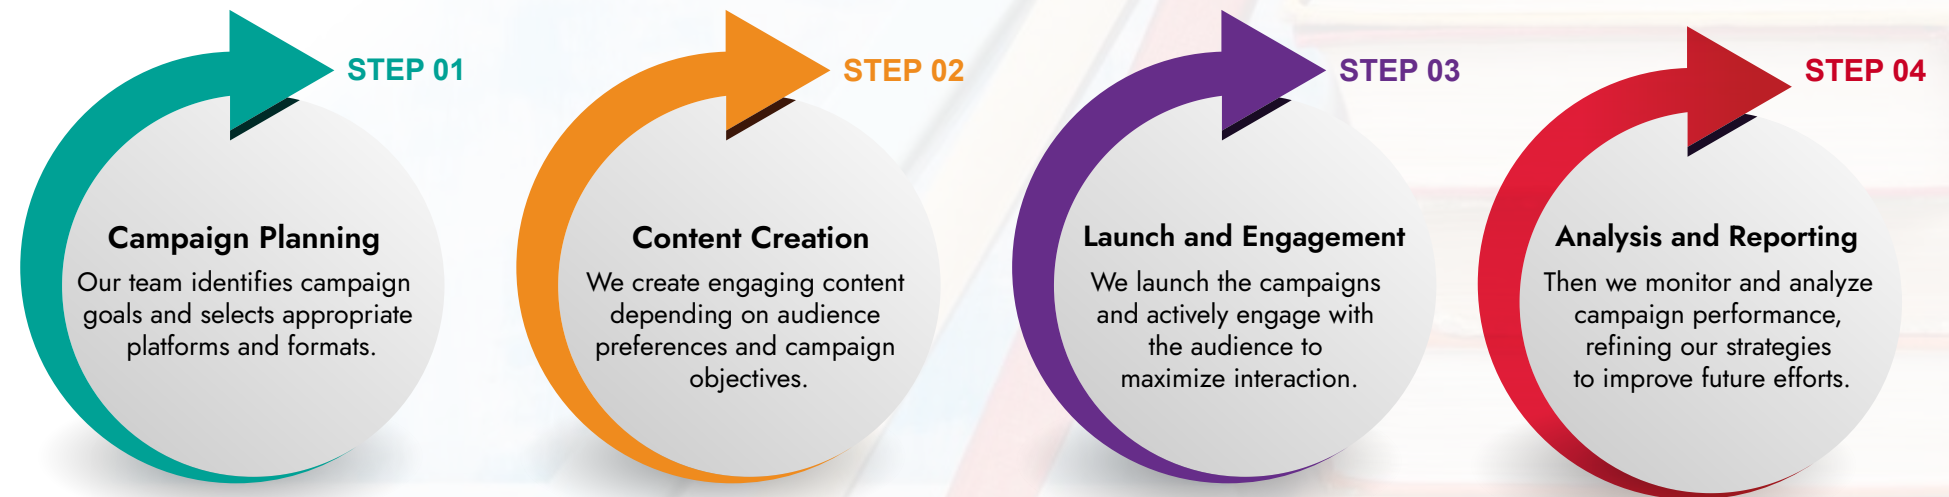 STEP 01
Campaign Planning
Our team identifies campaign
goals and selects appropriate
platforms and formats.
STEP 02
Content Creation
We create engaging content
depending on audience
preferences and campaign
objectives.
STEP 03
Launch and Engagement
We launch the campaigns
and actively engage with
the audience to
maximize interaction.
STEP 04
Analysis and Reporting
Then we monitor and analyze
campaign performance,
refining our strategies
to improve future efforts.